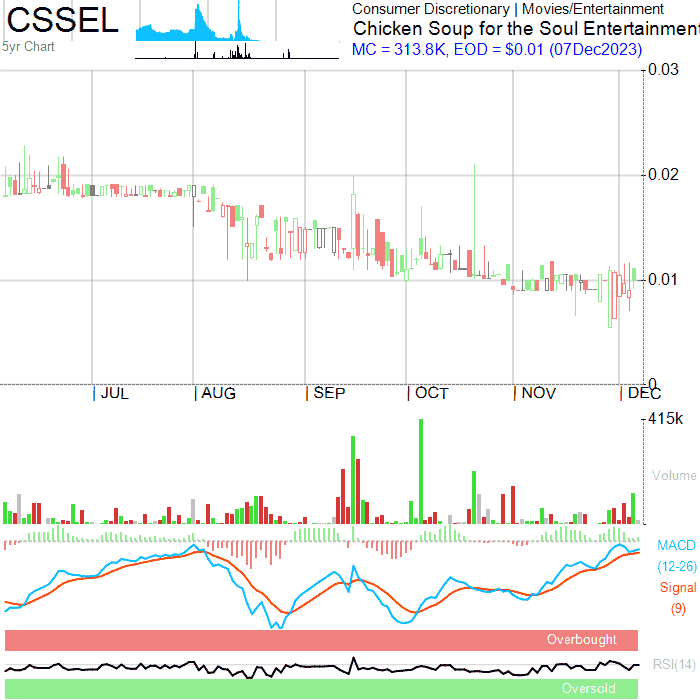 CSSEL
5yr Chart
Consumer Discretionary | Movies/Entertainment
Chicken Soup for the Soul Entertainment
MC = 313.8K, EOD = $0.01 (07Dec2023)
0.03
0.02
0.01
0
JUL
AUG
SEP
OCT
NOV
DEC
415k
Volume
MACD
(12-26)
Signal
(9)
Overbought
RSI(14)
Oversold